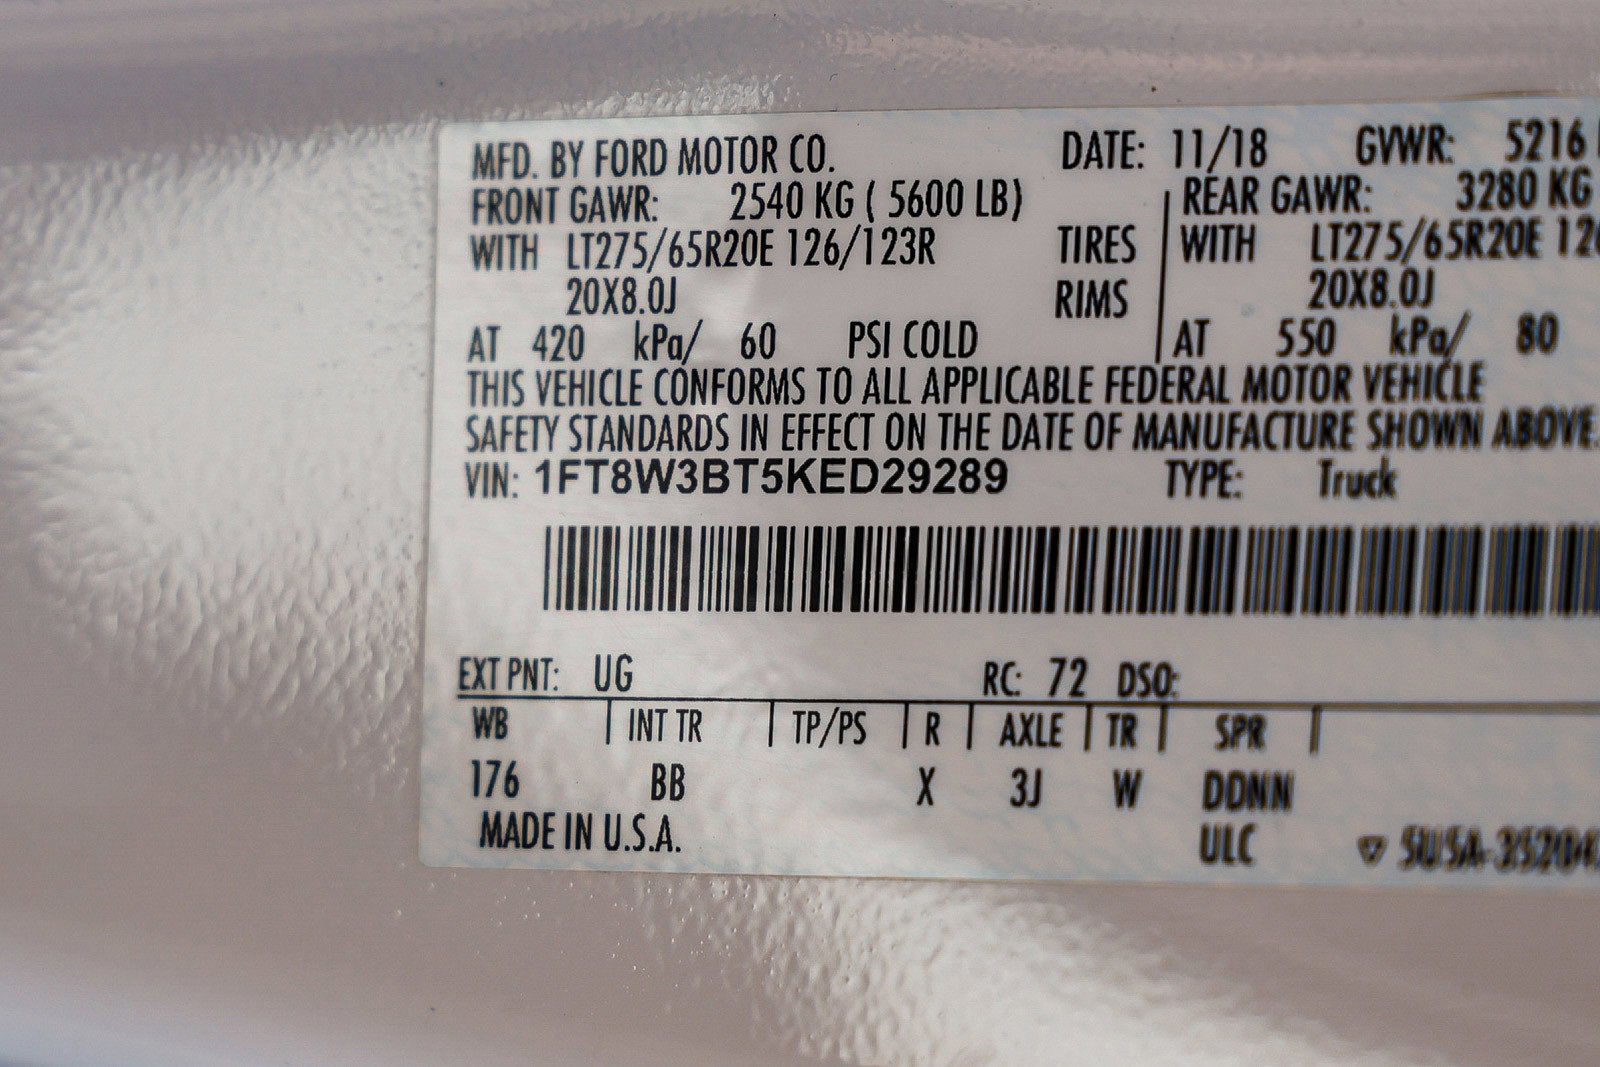 MFD. BY FORD MOTOR CO. DATE: 11/18 GVWR: 5216
FRONT GAWR: 2540 KG ( 5600 LB) REAR GAWR: 3280 KG
WITH LT275/65R20E 126/123R TIRES WITH LT275/65R20E
20X8.0J RIMS 20X8.0J
AT 420 kPa/ 60 PSI COLD AT 550 kPa/ 80
THIS VEHICLE CONFORMS TO ALL APPLICABLE FEDERAL MOTOR VEHICLE
SAFETY STANDARDS IN EFFECT ON THE DATE OF MANUFACTURE SHOWN ABOVE.
VIN: 1FT8W3BT5KED29289 TYPE: Truck
EXT PNT: UG RC: 72 DSO:
WB | INT TR | TP/PS | R | AXLE | TR | SPR |
176 BB X 3J W DDNN
MADE IN U.S.A. ULC